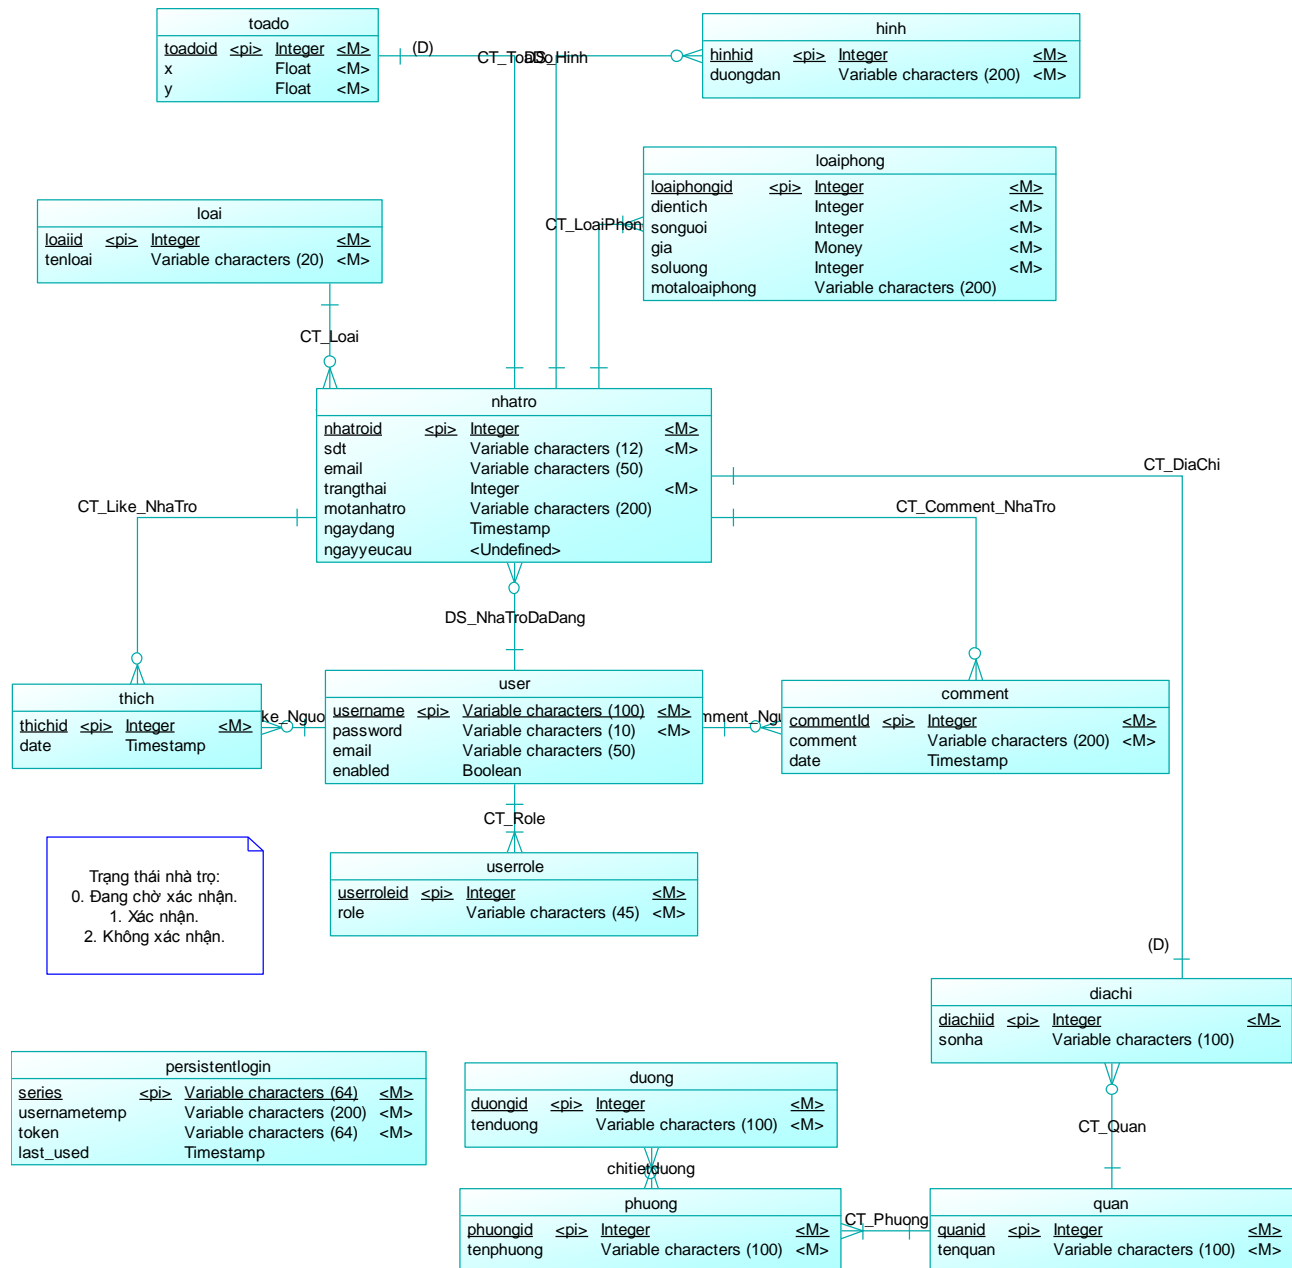 toado
toadoid <pi> Integer <M>
x Float <M>
y Float <M>
(D)
CT_ToaDo
DS_Hinh
hinh
hinhid <pi> Integer <M>
duongdan Variable characters (200) <M>
loaiphong
loaiphongid <pi> Integer <M>
dientich Integer <M>
songuoi Integer <M>
gia Money <M>
soluong Integer <M>
motaloaiphong Variable characters (200)
CT_LoaiPhon
loai
loaiid <pi> Integer <M>
tenloai Variable characters (20) <M>
CT_Loai
nhatro
nhatroid <pi> Integer <M>
sdt Variable characters (12) <M>
email Variable characters (50)
trangthai Integer <M>
motanhatro Variable characters (200)
ngaydang Timestamp
ngayyeucau <Undefined>
CT_DiaChi
CT_Like_NhaTro
CT_Comment_NhaTro
DS_NhaTroDaDang
thich
thichid <pi> Integer <M>
date Timestamp
ke_Nguo
user
username <pi> Variable characters (100) <M>
password Variable characters (10) <M>
email Variable characters (50)
enabled Boolean
mment_Ngu
comment
commentId <pi> Integer <M>
comment Variable characters (200) <M>
date Timestamp
CT_Role
userrole
userroleid <pi> Integer <M>
role Variable characters (45) <M>
Trạng thái nhà trọ:
0. Đang chờ xác nhận.
1. Xác nhận.
2. Không xác nhận.
(D)
diachi
diachiid <pi> Integer <M>
sonha Variable characters (100)
persistentlogin
series <pi> Variable characters (64) <M>
usernametemp Variable characters (200) <M>
token Variable characters (64) <M>
last_used Timestamp
duong
duongid <pi> Integer <M>
tenduong Variable characters (100) <M>
CT_Quan
chitietduong
phuong
phuongid <pi> Integer <M>
tenphuong Variable characters (100) <M>
CT_Phuong
quan
quanid <pi> Integer <M>
tenquan Variable characters (100) <M>